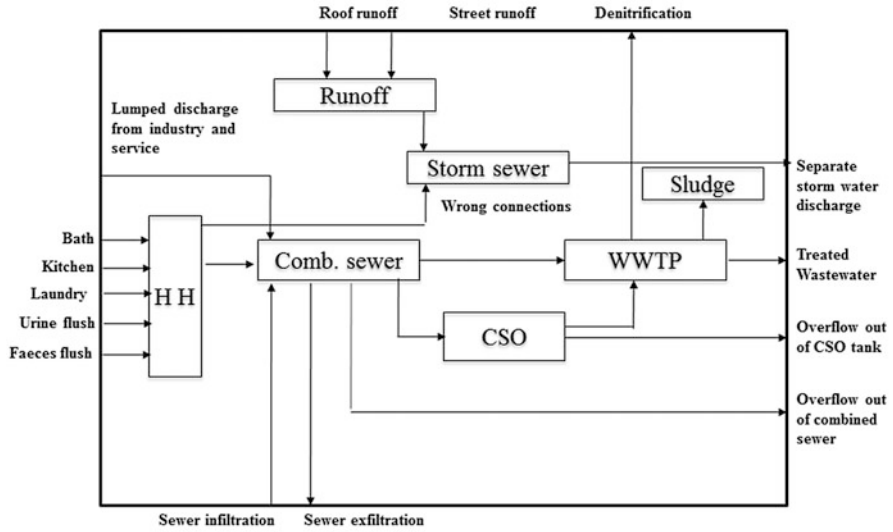 Roof runoff
Street runoff
Denitrification
Runoff
Lumped discharge
from industry and
service
Storm sewer
Separate
storm water
discharge
Sludge
Wrong connections
Bath
Kitchen
Laundry
Urine flush
Faeces flush
H H
Comb. sewer
WWTP
Treated
Wastewater
CSO
Overflow out
of CSO tank
Overflow out
of combined
sewer
Sewer infiltration
Sewer exfiltration